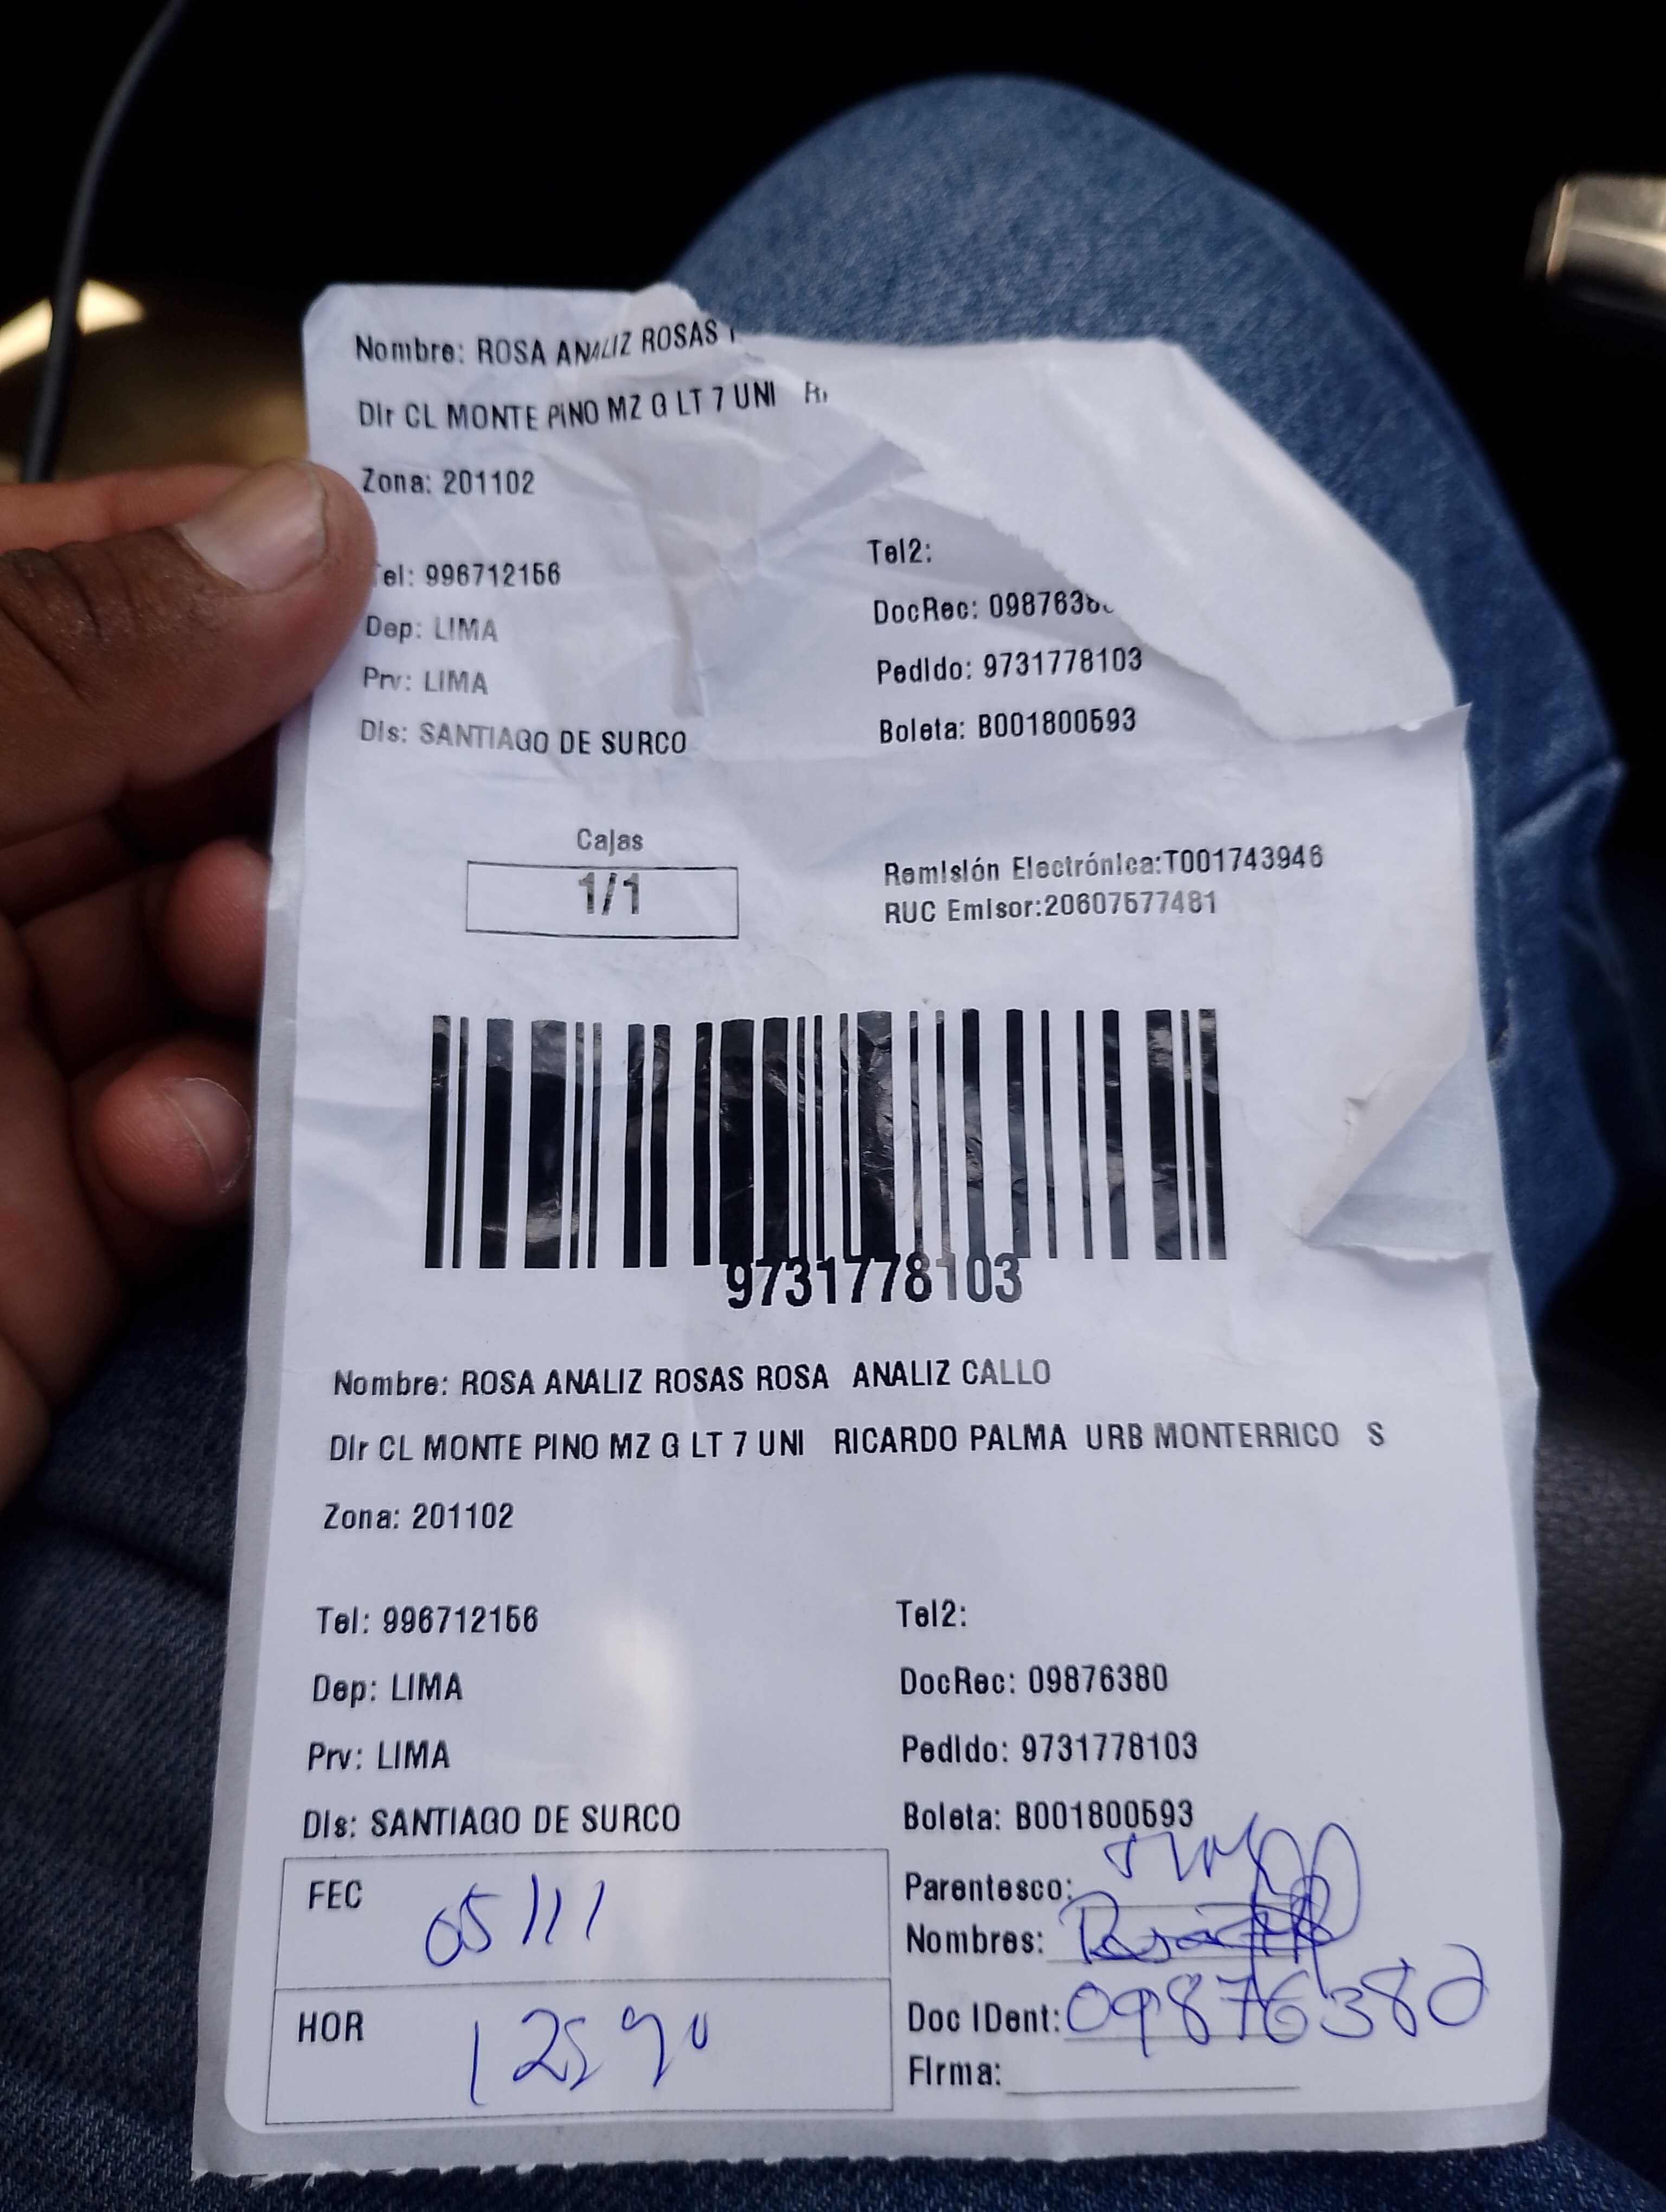 Nombre: ROSA ANALIZ ROSAS
Dir CL MONTE PINO MZ G LT 7 UNI
Zona: 201102
Tel: 996712156
Tel2:
Dep: LIMA
DocRec: 0987638
Prv: LIMA
Pedido: 9731778103
Dis: SANTIAGO DE SURCO
Boleta: B001800593
Cajas
1/1
Remisión Electrónica:T001743946
RUC Emisor:20607577481
9731778103
Nombre: ROSA ANALIZ ROSAS ROSA ANALIZ CALLO
Dir CL MONTE PINO MZ G LT 7 UNI RICARDO PALMA URB MONTERRICO S
Zona: 201102
Tel: 996712156
Tel2:
Dep: LIMA
DocRec: 09876380
Prv: LIMA
Pedido: 9731778103
Dis: SANTIAGO DE SURCO
Boleta: B001800593
FEC 05/11
Parentesco:
Nombres:
HOR
Doc IDent: 09876380
Firma: